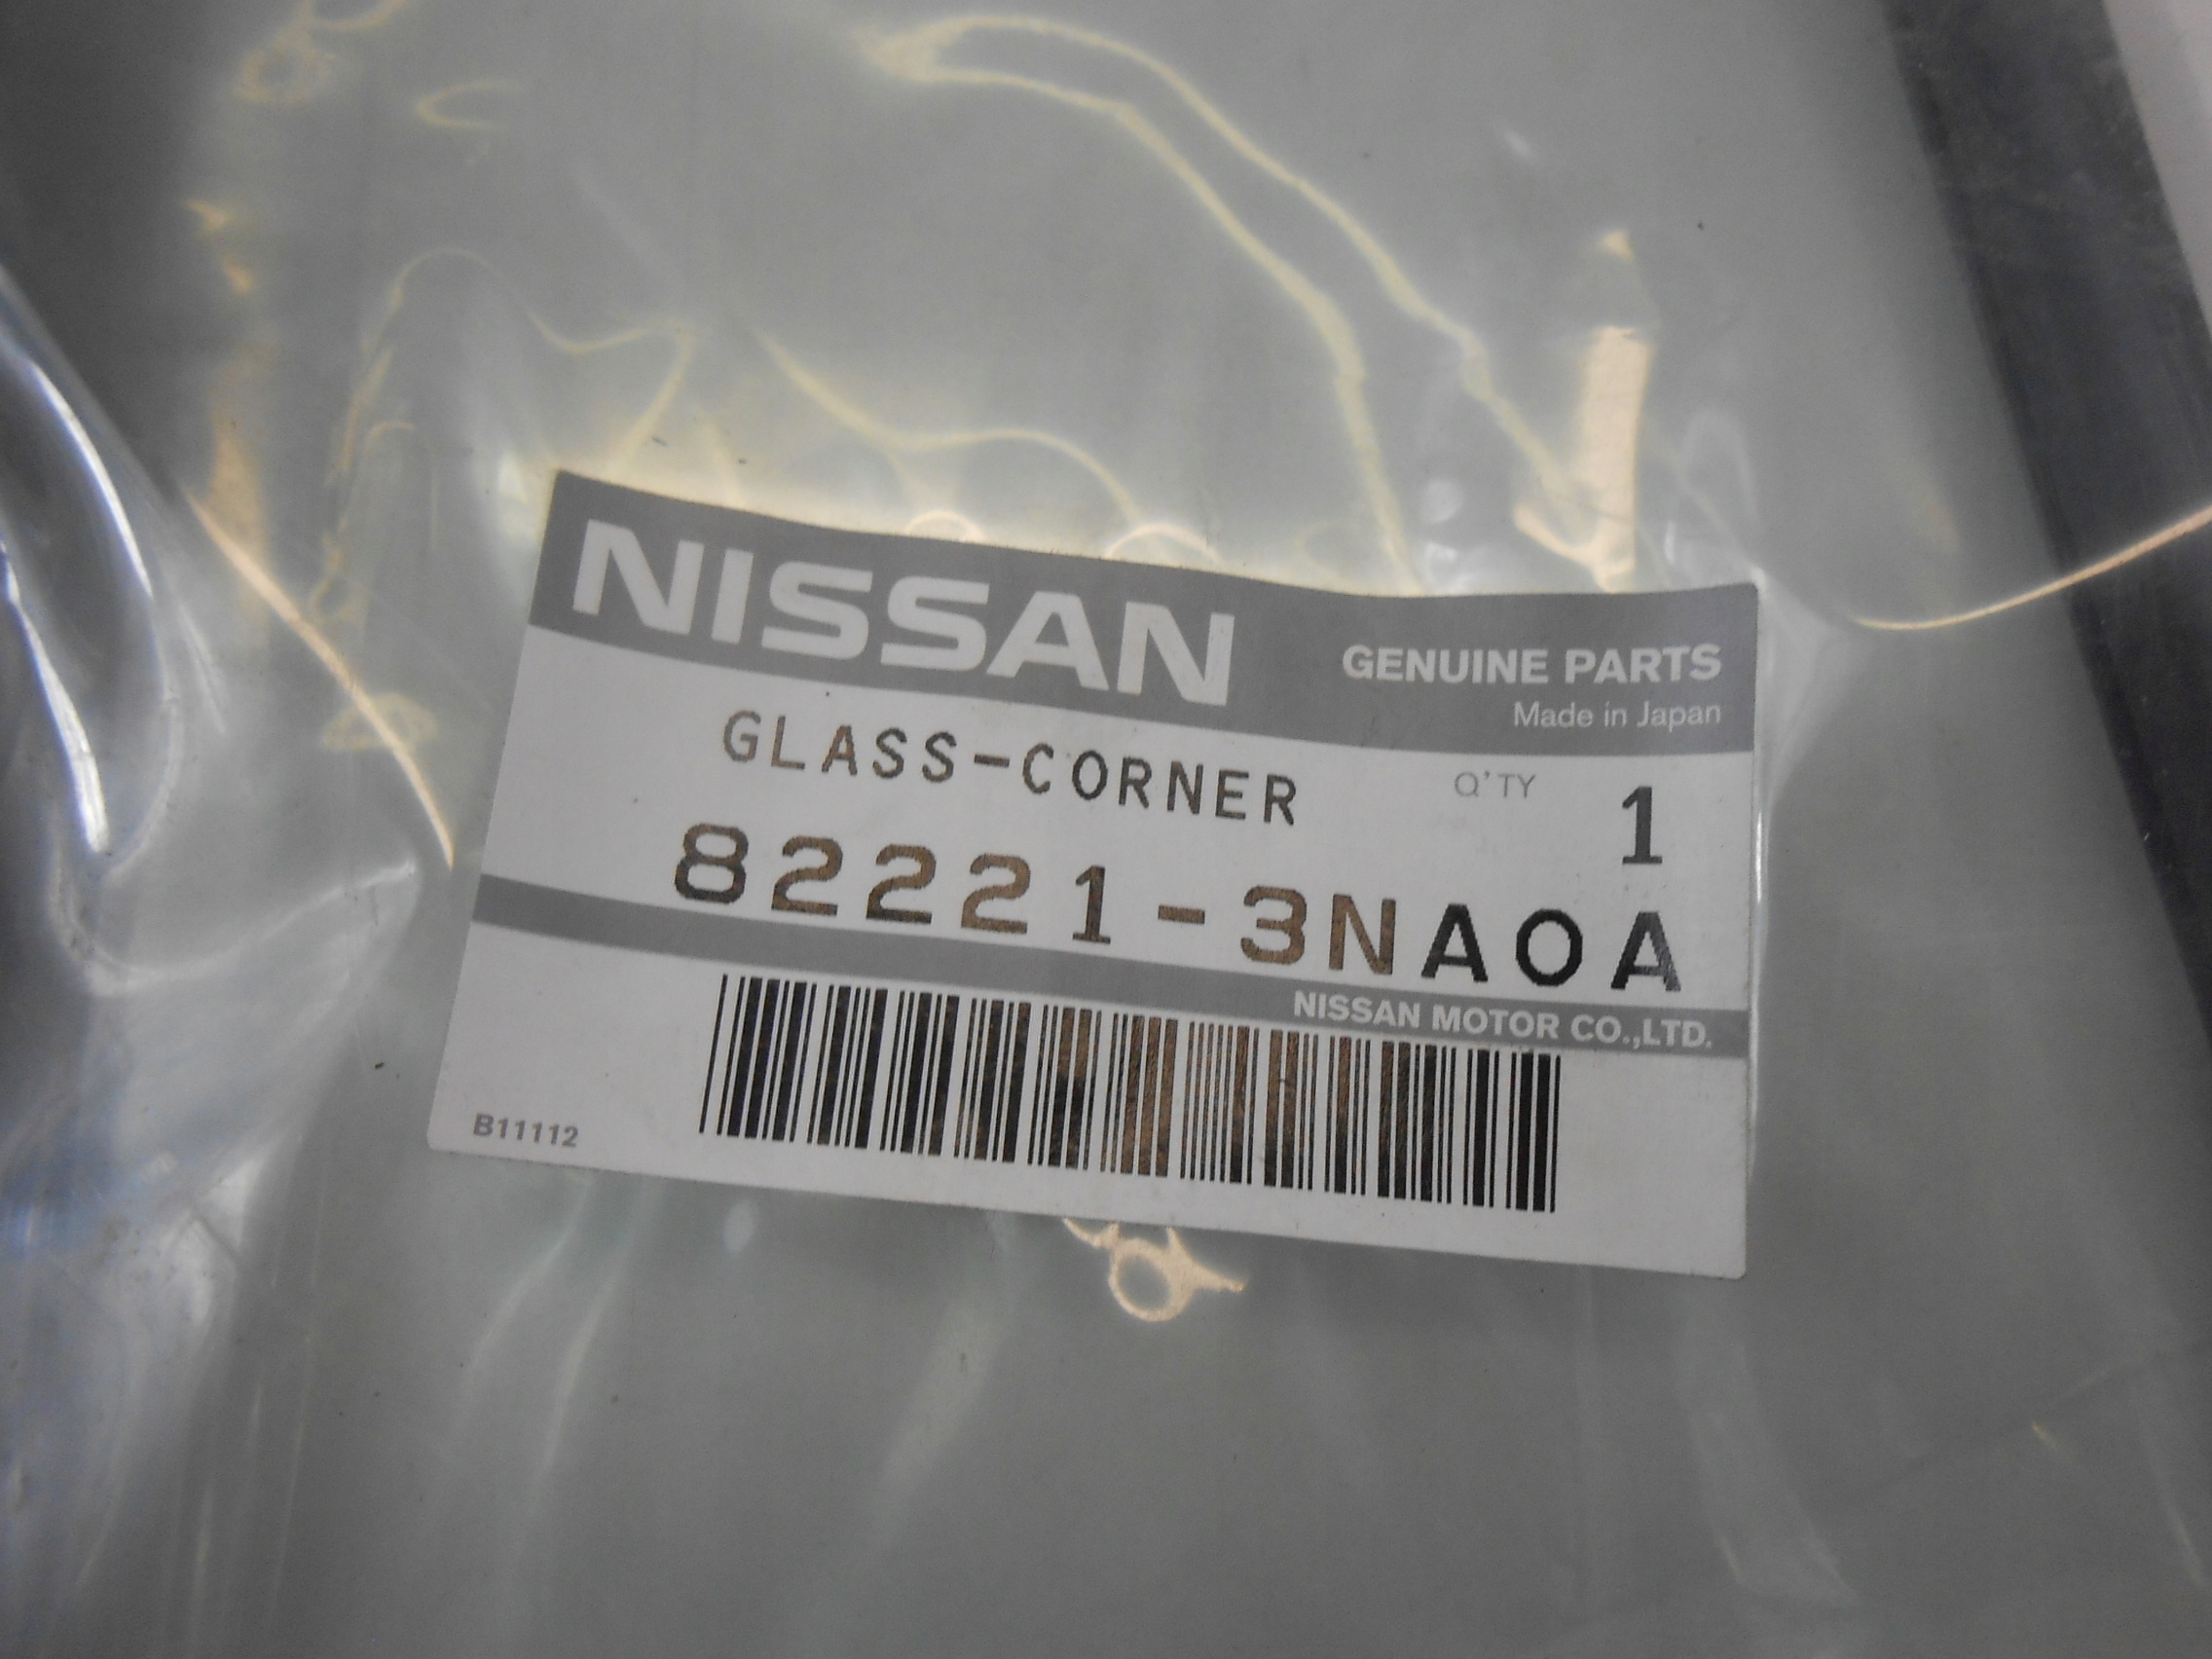 NISSAN
GENUINE PARTS
Made in Japan
GLASS-CORNER
Q'TY 1
82221-3NA0A
NISSAN MOTOR CO.,LTD.
B11112